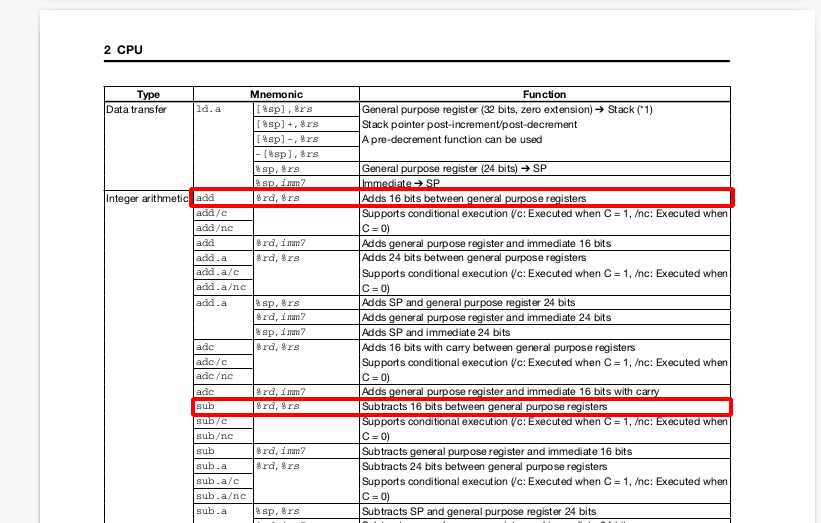 2 CPU
Type Mnemonic Function
Data transfer ld.a [%sp],%rs General purpose register (32 bits, zero extension) ➔ Stack (*1)
[%sp]+,%rs Stack pointer post-increment/post-decrement
[%sp]-,%rs A pre-decrement function can be used
-[%sp],%rs
%sp,%rs General purpose register (24 bits) ➔ SP
%sp,imm7 Immediate ➔ SP
Integer arithmetic add %rd,%rs Adds 16 bits between general purpose registers
add/c Supports conditional execution (/c: Executed when C = 1, /nc: Executed when
add/nc C = 0)
add %rd,imm7 Adds general purpose register and immediate 16 bits
add.a %rd,%rs Adds 24 bits between general purpose registers
add.a/c Supports conditional execution (/c: Executed when C = 1, /nc: Executed when
add.a/nc C = 0)
add.a %sp,%rs Adds SP and general purpose register 24 bits
%rd,imm7 Adds general purpose register and immediate 24 bits
%sp,imm7 Adds SP and immediate 24 bits
adc %rd,%rs Adds 16 bits with carry between general purpose registers
adc/c Supports conditional execution (/c: Executed when C = 1, /nc: Executed when
adc/nc C = 0)
adc %rd,imm7 Adds general purpose register and immediate 16 bits with carry
sub %rd,%rs Subtracts 16 bits between general purpose registers
sub/c Supports conditional execution (/c: Executed when C = 1, /nc: Executed when
sub/nc C = 0)
sub %rd,imm7 Subtracts general purpose register and immediate 16 bits
sub.a %rd,%rs Subtracts 24 bits between general purpose registers
sub.a/c Supports conditional execution (/c: Executed when C = 1, /nc: Executed when
sub.a/nc C = 0)
sub.a %sp,%rs Subtracts SP and general purpose register 24 bits